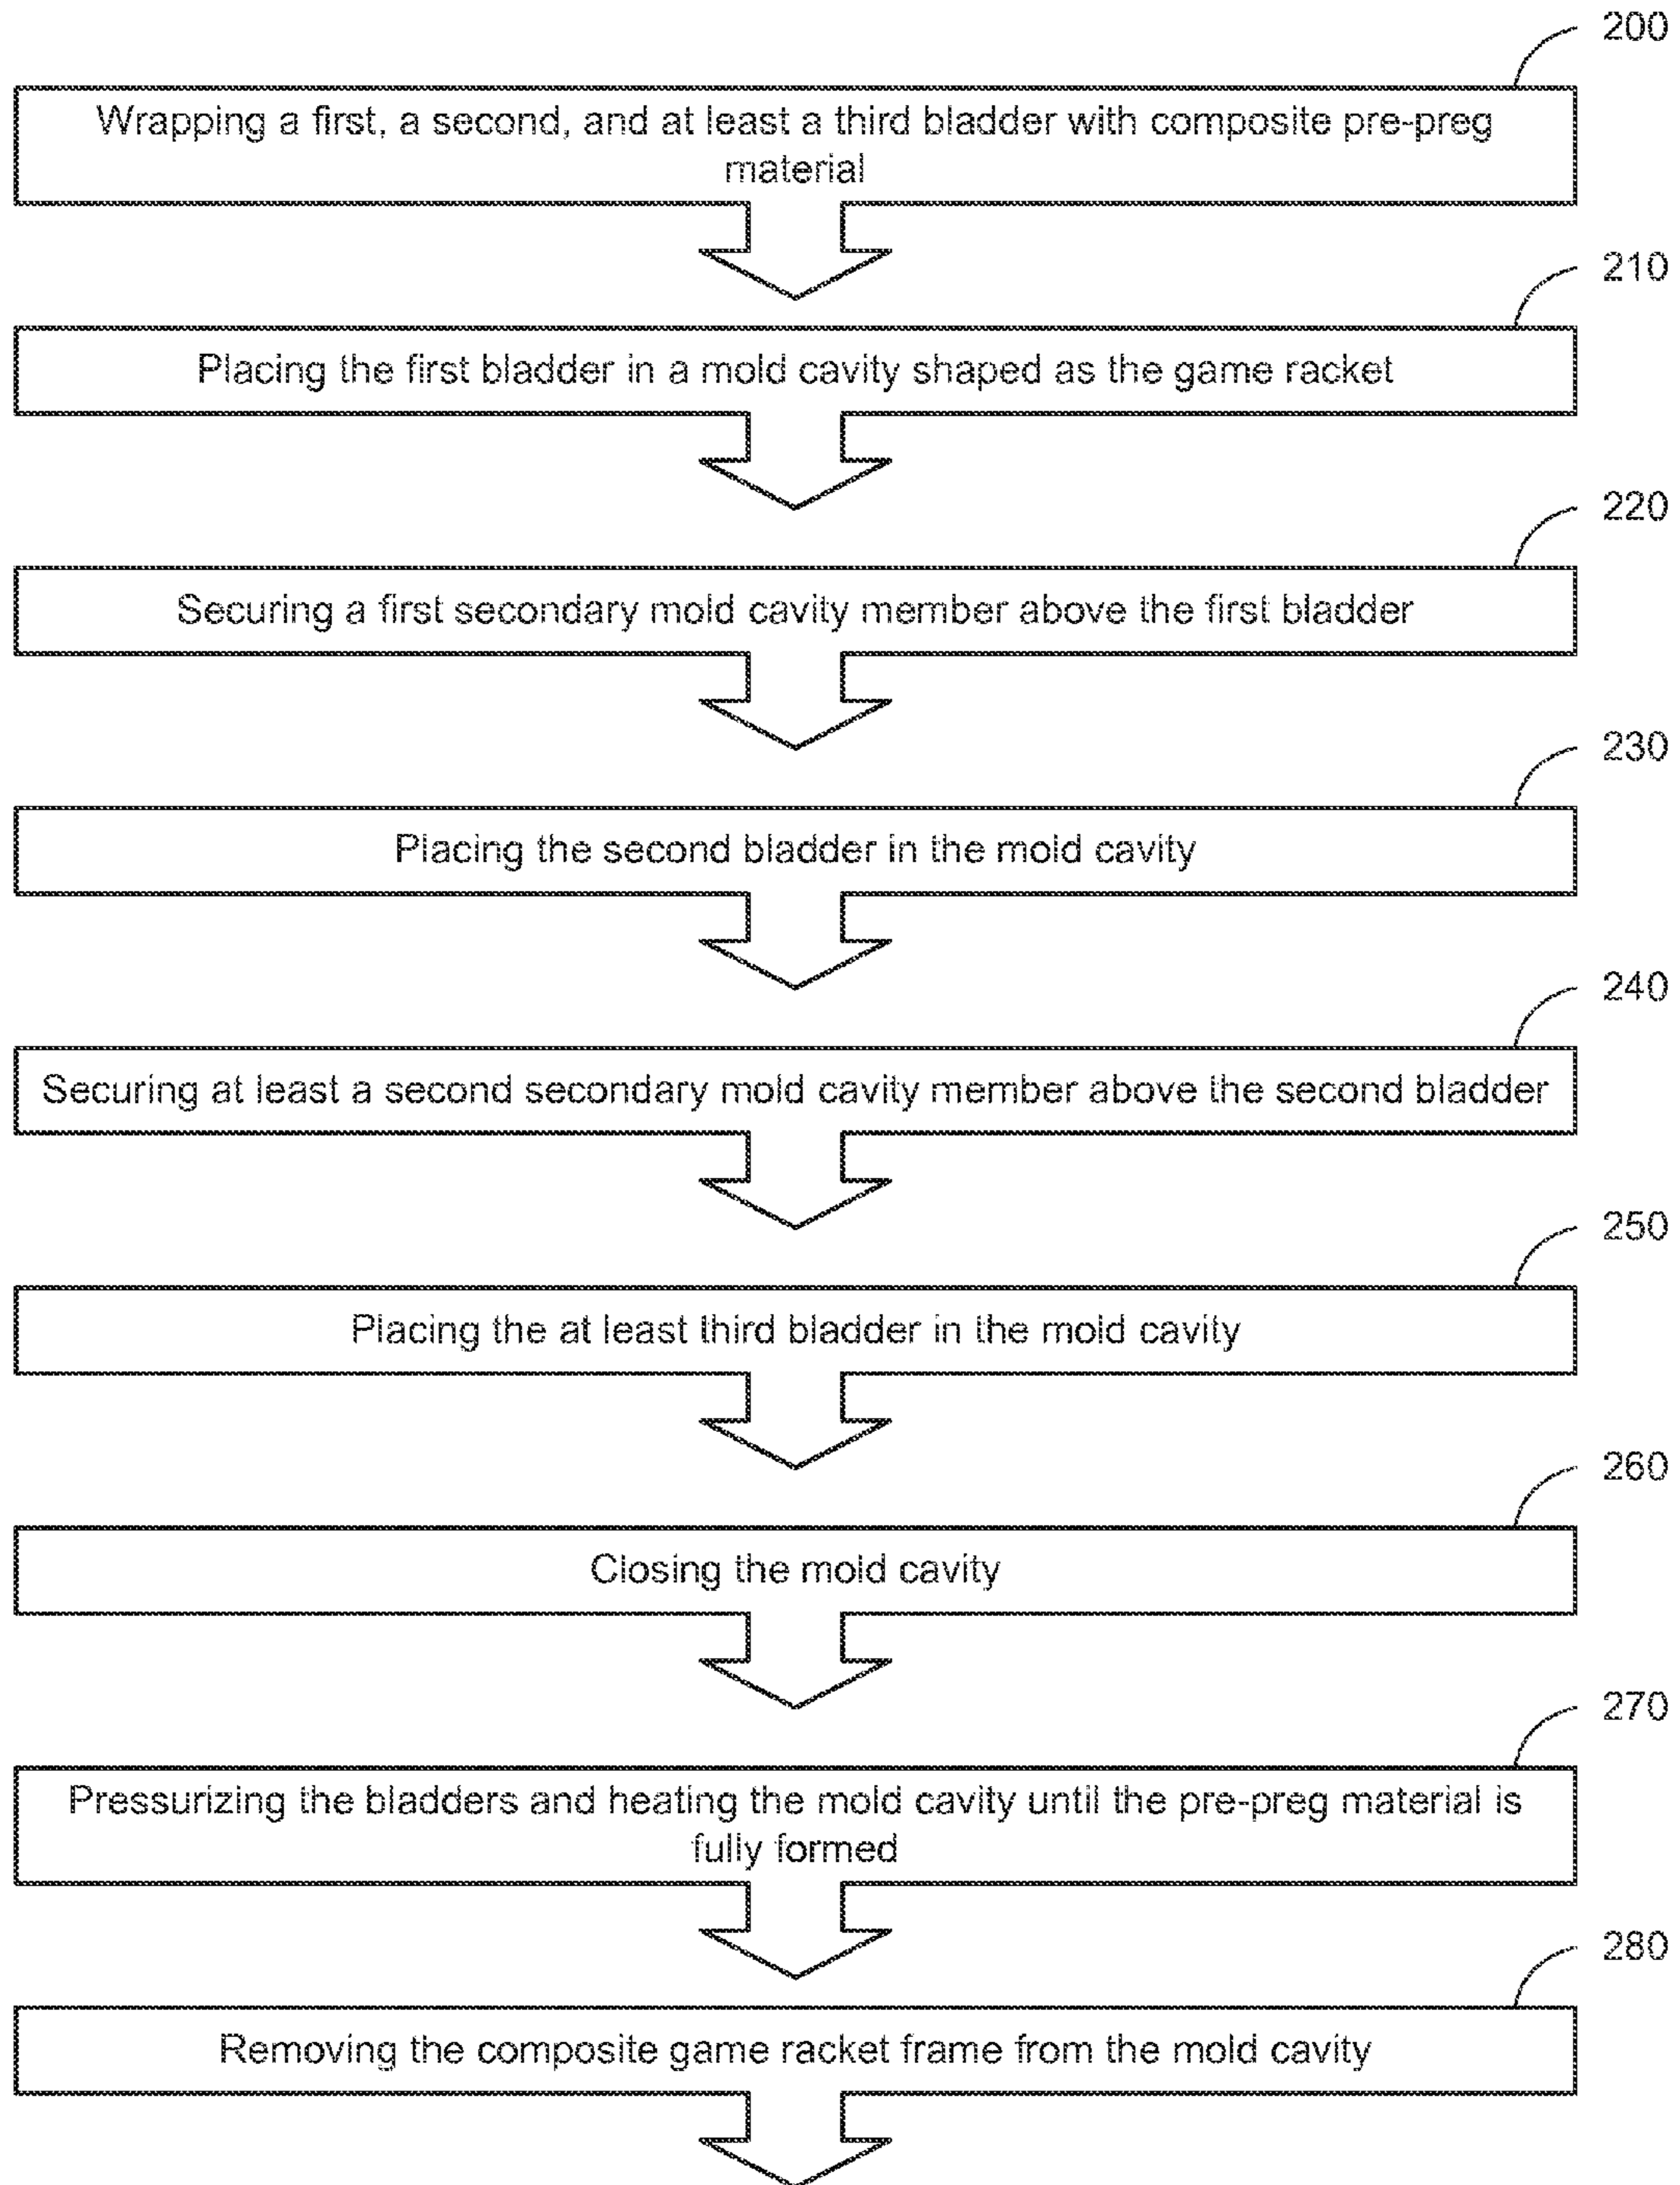 200
Wrapping a first, a second, and at least a third bladder with composite pre-preg
material
210
Placing the first bladder in a mold cavity shaped as the game racket
220
Securing a first secondary mold cavity member above the first bladder
230
Placing the second bladder in the mold cavity
240
Securing at least a second secondary mold cavity member above the second bladder
250
Placing the at least third bladder in the mold cavity
260
Closing the mold cavity
270
Pressurizing the bladders and heating the mold cavity until the pre-preg material is
fully formed
280
Removing the composite game racket frame from the mold cavity